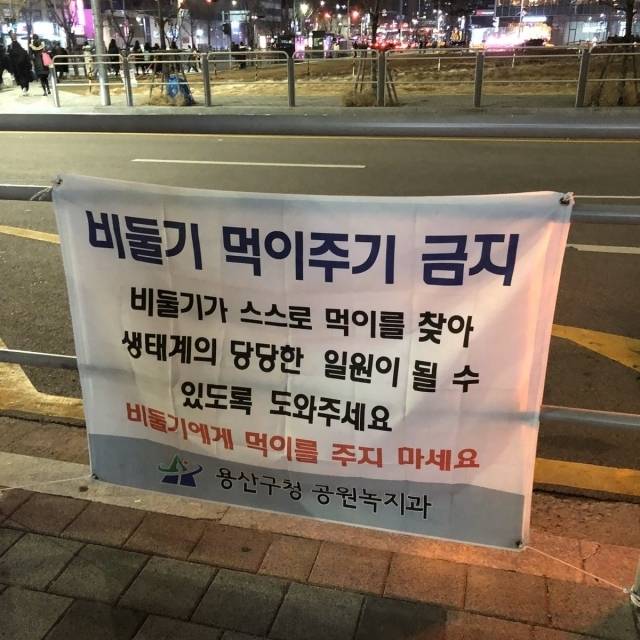 비둘기 먹이주기 금지
비둘기가 스스로 먹이를 찾아
생태계의 당당한 일원이 될 수
있도록 도와주세요
비둘기에게 먹이를 주지 마세요
용산구청 공원녹지과